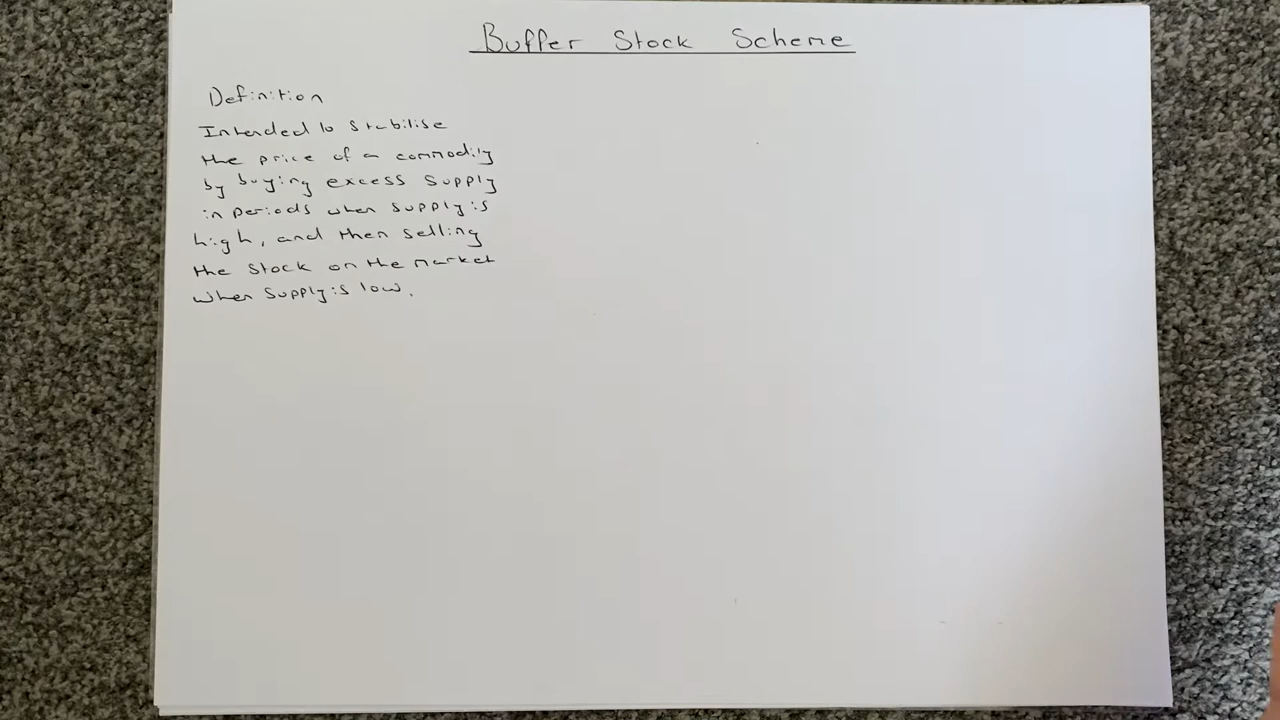 Buffer Stock Scheme
Definition
Intended to stabilise
the price of a commodity
by buying excess supply
in periods when supply is
high, and then selling
the stock on the market
when supply is low.